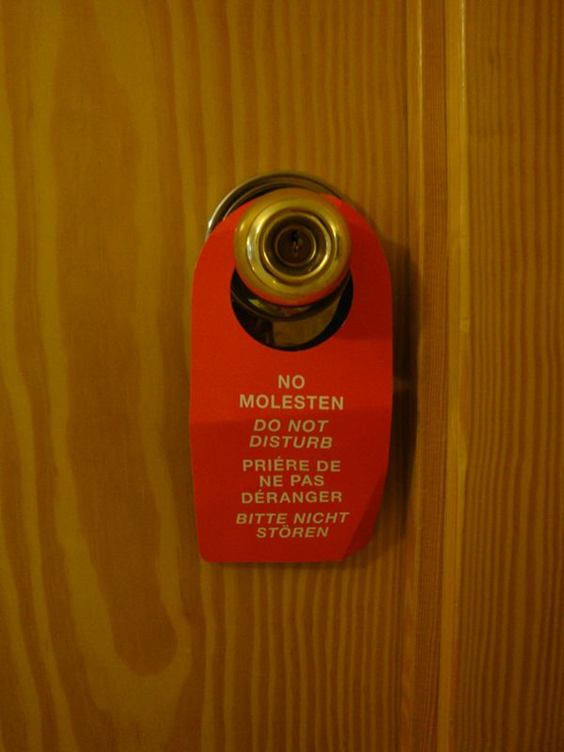 NO
MOLESTEN
DO NOT
DISTURB
PRIÉRE DE
NE PAS
DÉRANGER
BITTE NICHT
STÖREN